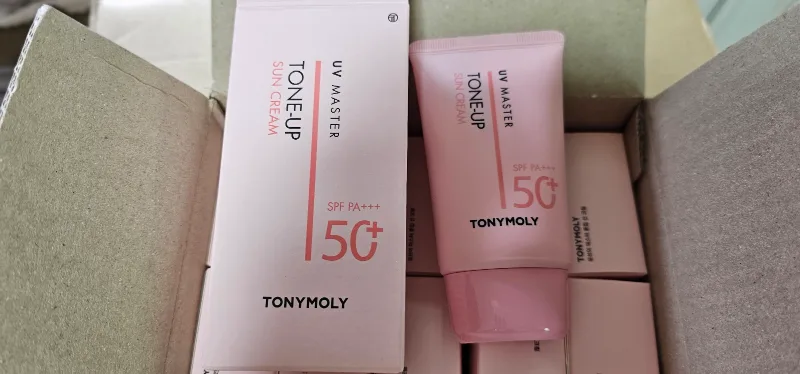 UV MASTER
TONE-UP
SUN CREAM
SPF PA+++
50+
TONYMOLY
UV MASTER
TONE-UP
SUN CREAM
SPF PA+++
50+
TONYMOLY
TONYMOLY